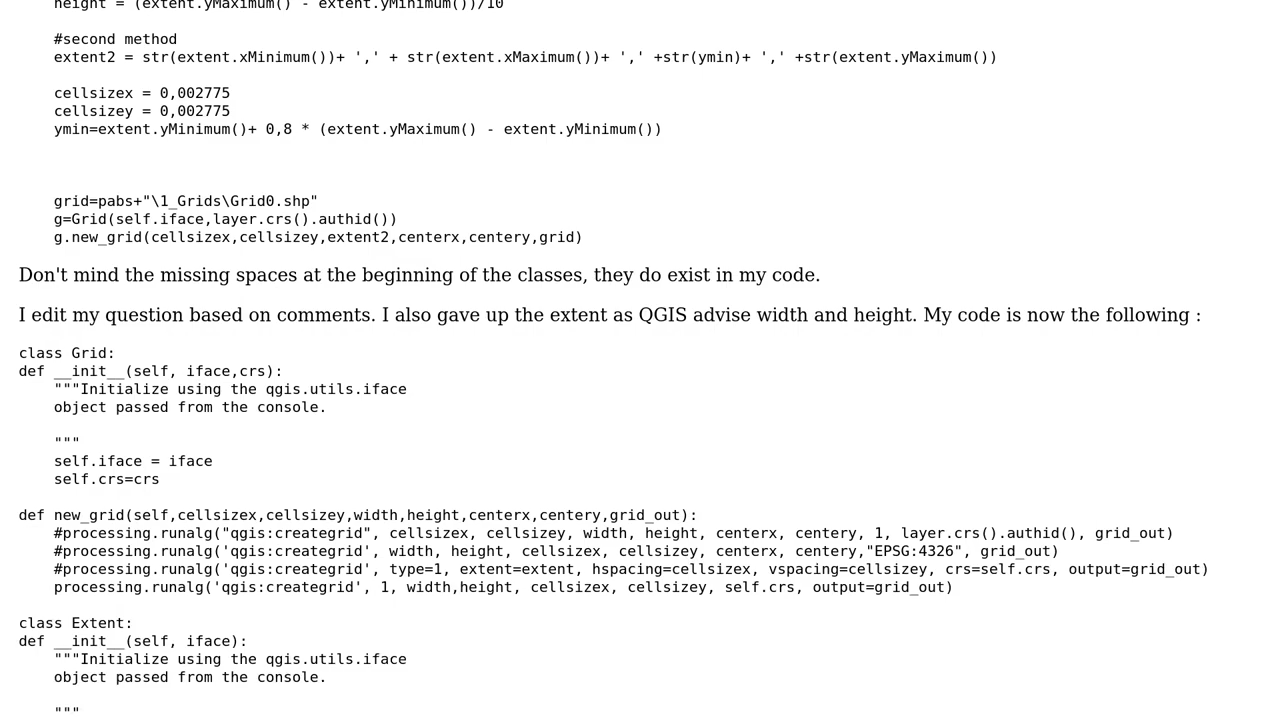 height = (extent.yMaximum() - extent.yMinimum())/10
#second method
extent2 = str(extent.xMinimum())+ ',' + str(extent.xMaximum())+ ',' +str(ymin)+ ',' +str(extent.yMaximum())
cellsizex = 0,002775
cellsizey = 0,002775
ymin=extent.yMinimum()+ 0,8 * (extent.yMaximum() - extent.yMinimum())
grid=pabs+"\1_Grids\Grid0.shp"
g=Grid(self.iface,layer.crs().authid())
g.new_grid(cellsizex,cellsizey,extent2,centerx,centery,grid)
Don't mind the missing spaces at the beginning of the classes, they do exist in my code.
I edit my question based on comments. I also gave up the extent as QGIS advise width and height. My code is now the following :
class Grid:
def __init__(self, iface,crs):
"""Initialize using the qgis.utils.iface
object passed from the console.
"""
self.iface = iface
self.crs=crs
def new_grid(self,cellsizex,cellsizey,width,height,centerx,centery,grid_out):
#processing.runalg("qgis:creategrid", cellsizex, cellsizey, width, height, centerx, centery, 1, layer.crs().authid(), grid_out)
#processing.runalg('qgis:creategrid', width, height, cellsizex, cellsizey, centerx, centery,"EPSG:4326", grid_out)
#processing.runalg('qgis:creategrid', type=1, extent=extent, hspacing=cellsizex, vspacing=cellsizey, crs=self.crs, output=grid_out)
processing.runalg('qgis:creategrid', 1, width,height, cellsizex, cellsizey, self.crs, output=grid_out)
class Extent:
def __init__(self, iface):
"""Initialize using the qgis.utils.iface
object passed from the console.
"""